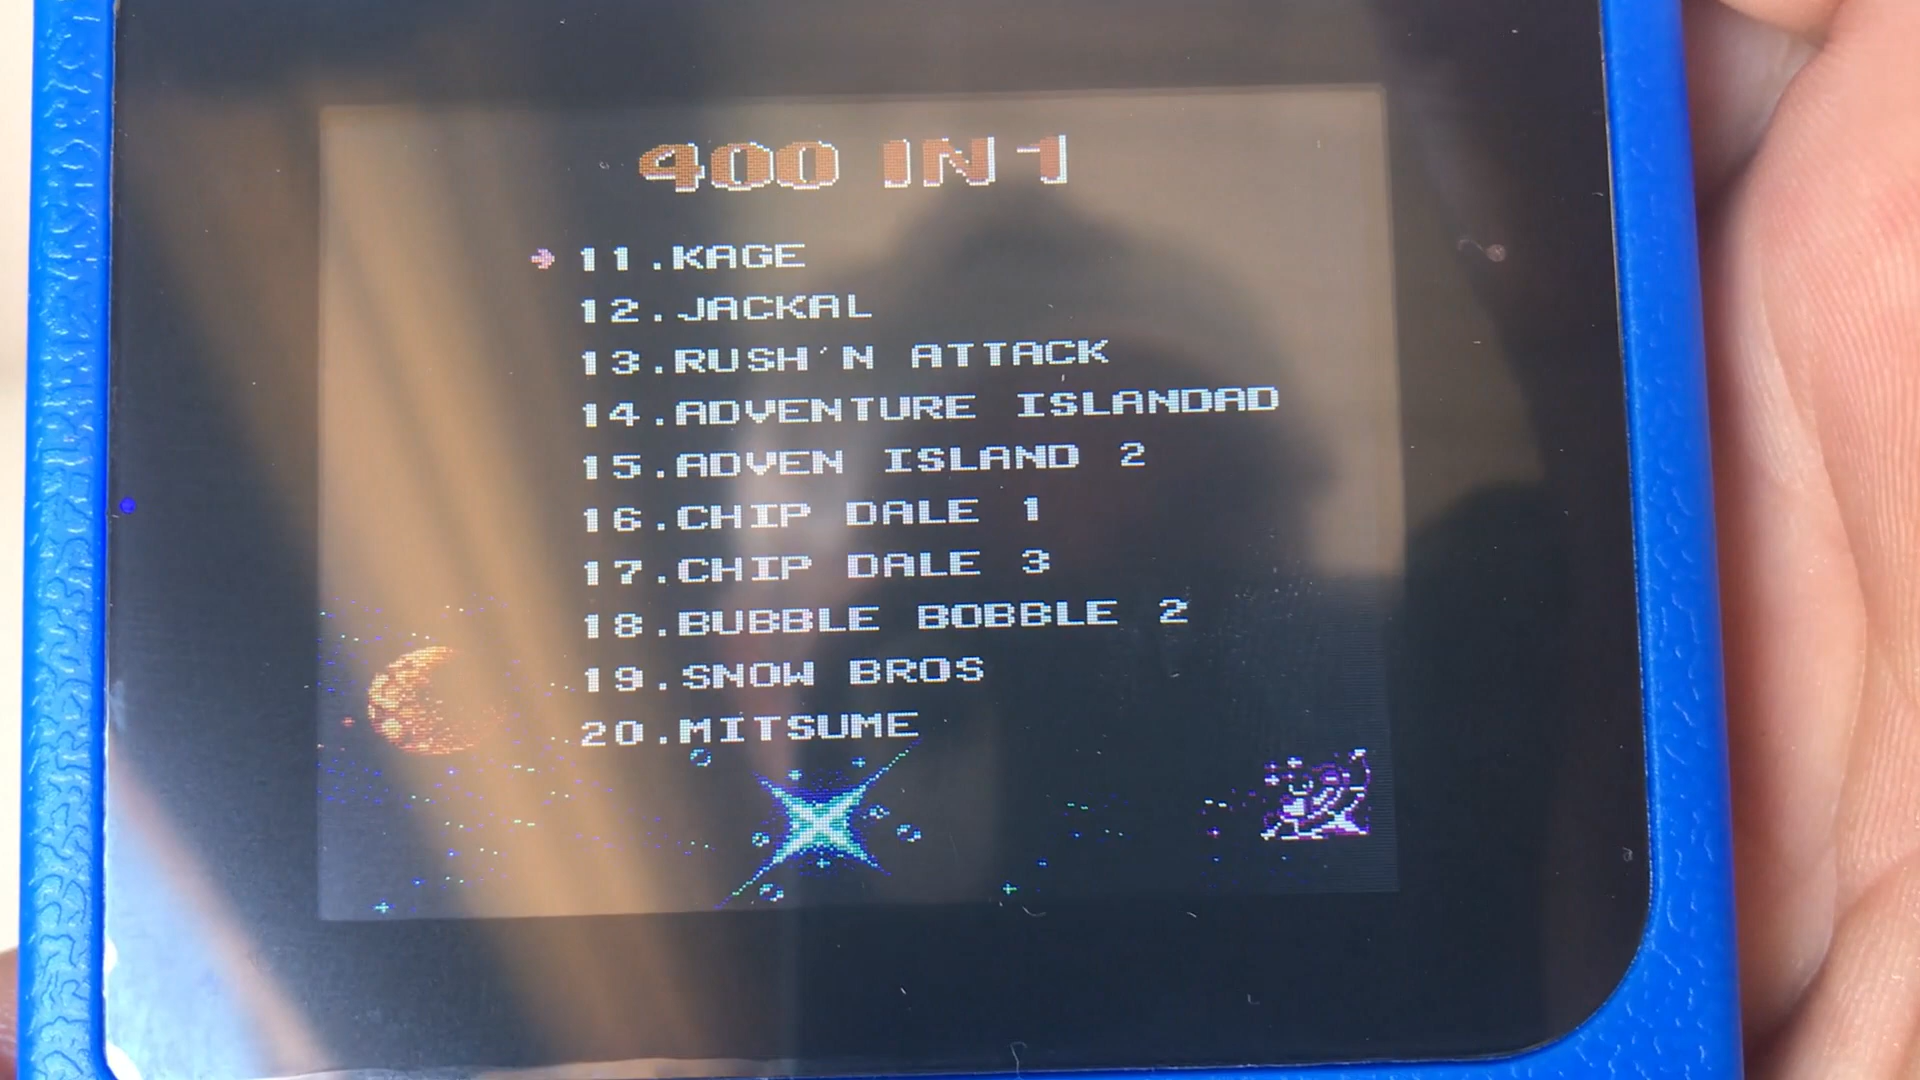 400 IN 1
11.KAGE
12.JACKAL
13.RUSH'N ATTACK
14.ADVENTURE ISLANDAD
15.ADVEN ISLAND 2
16.CHIP DALE 1
17.CHIP DALE 3
18.BUBBLE BOBBLE 2
19.SNOW BROS
20.MITSUME